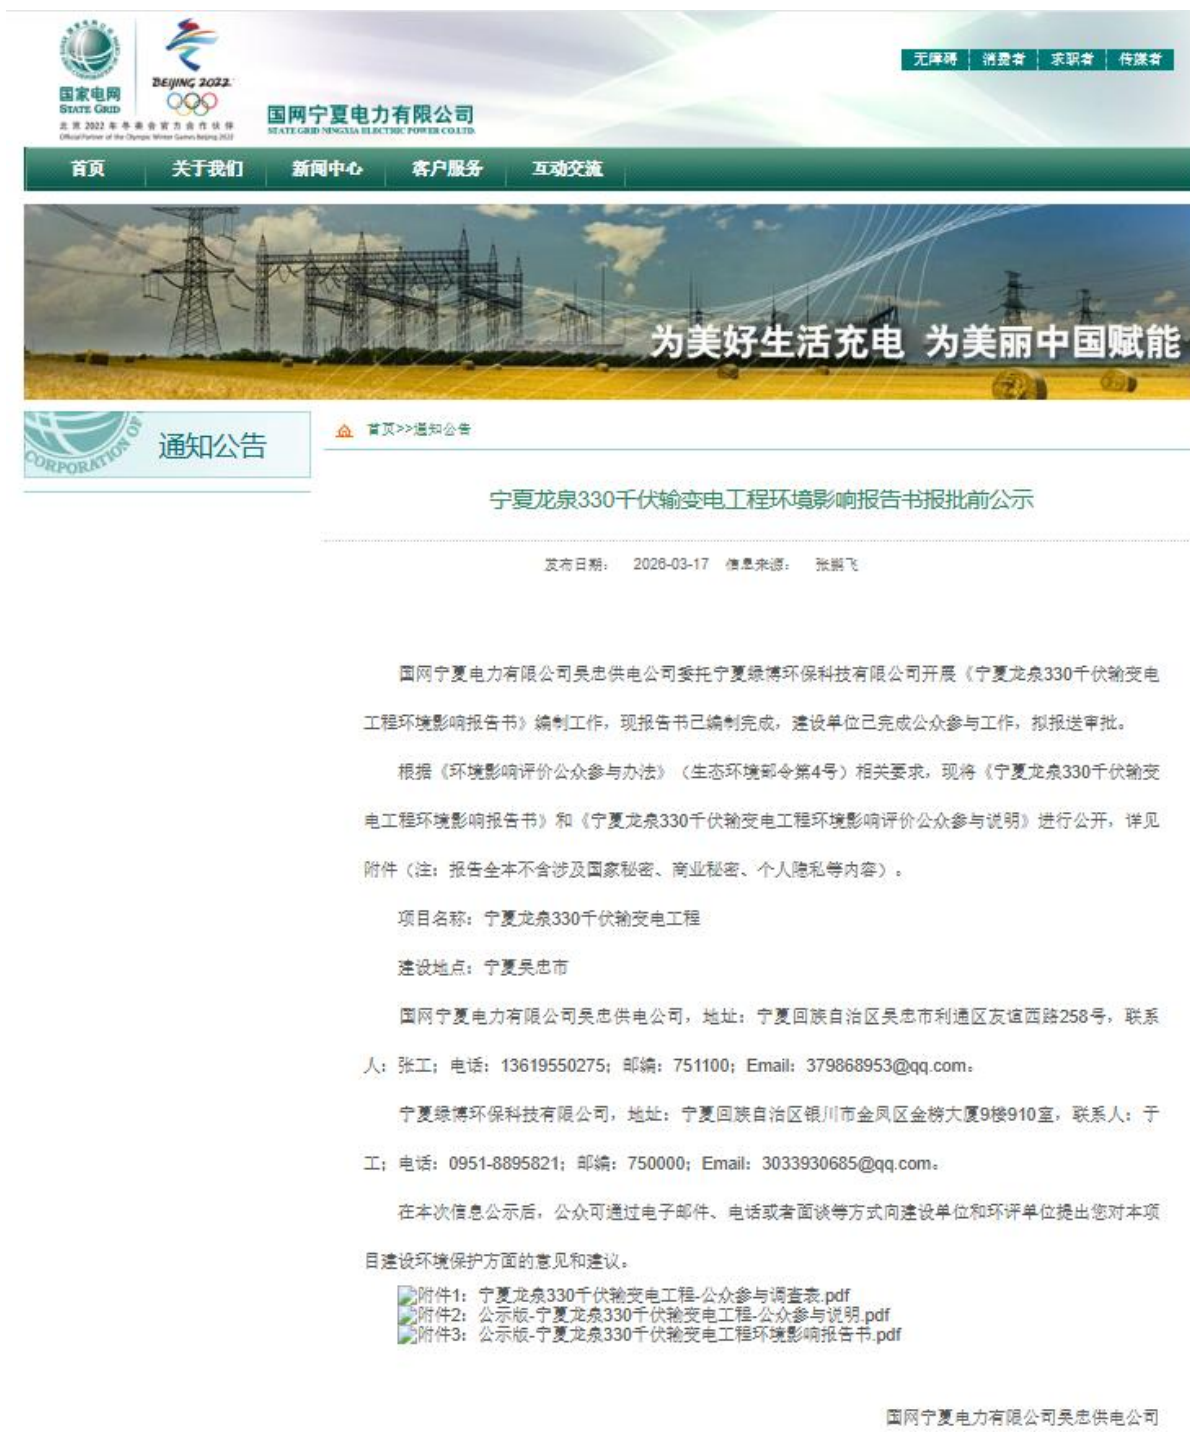 国家电网
STATE GRID
BEIJING 2022
北京2022年冬奥会官方合作伙伴
Official Partner of the Olympic Winter Games Beijing 2022
国网宁夏电力有限公司
STATE GRID NINGXIA ELECTRIC POWER CO.LTD.
无障碍 消费者 求职者 传媒者
首页 关于我们 新闻中心 客户服务 互动交流
为美好生活充电 为美丽中国赋能
CORPORATION OF
通知公告
首页>>通知公告
宁夏龙泉330千伏输变电工程环境影响报告书报批前公示
发布日期: 2026-03-17 信息来源: 张鹏飞
国网宁夏电力有限公司吴忠供电公司委托宁夏绿博环保科技有限公司开展《宁夏龙泉330千伏输变电
工程环境影响报告书》编制工作，现报告书已编制完成，建设单位已完成公众参与工作，拟报送审批。
根据《环境影响评价公众参与办法》（生态环境部令第4号）相关要求，现将《宁夏龙泉330千伏输变
电工程环境影响报告书》和《宁夏龙泉330千伏输变电工程环境影响评价公众参与说明》进行公开，详见
附件（注：报告全本不含涉及国家秘密、商业秘密、个人隐私等内容）。
项目名称：宁夏龙泉330千伏输变电工程
建设地点：宁夏吴忠市
国网宁夏电力有限公司吴忠供电公司，地址：宁夏回族自治区吴忠市利通区友谊西路258号，联系
人：张工；电话：13619550275；邮编：751100；Email：379868953@qq.com。
宁夏绿博环保科技有限公司，地址：宁夏回族自治区银川市金凤区金榜大厦9楼910室，联系人：于
工；电话：0951-8895821；邮编：750000；Email：3033930685@qq.com。
在本次信息公示后，公众可通过电子邮件、电话或者面谈等方式向建设单位和环评单位提出您对本项
目建设环境保护方面的意见和建议。
附件1：宁夏龙泉330千伏输变电工程-公众参与调查表.pdf
附件2：公示版-宁夏龙泉330千伏输变电工程-公众参与说明.pdf
附件3：公示版-宁夏龙泉330千伏输变电工程环境影响报告书.pdf
国网宁夏电力有限公司吴忠供电公司